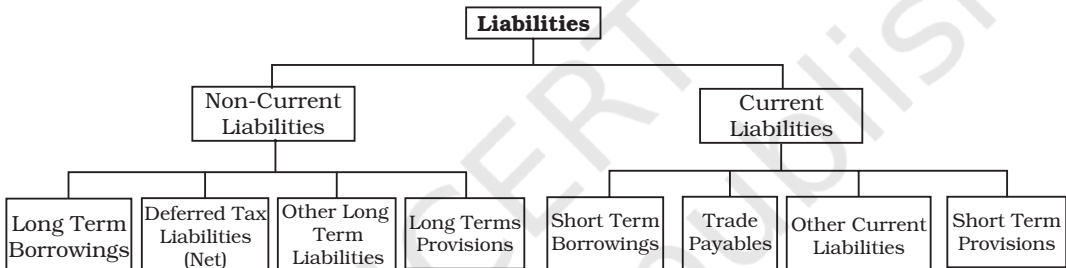 Liabilities
Non-Current
Liabilities
Current
Liabilities
Long Term
Borrowings
Deferred Tax
Liabilities
(Net)
Other Long
Term
Liabilities
Long Terms
Provisions
Short Term
Borrowings
Trade
Payables
Other Current
Liabilities
Short Term
Provisions